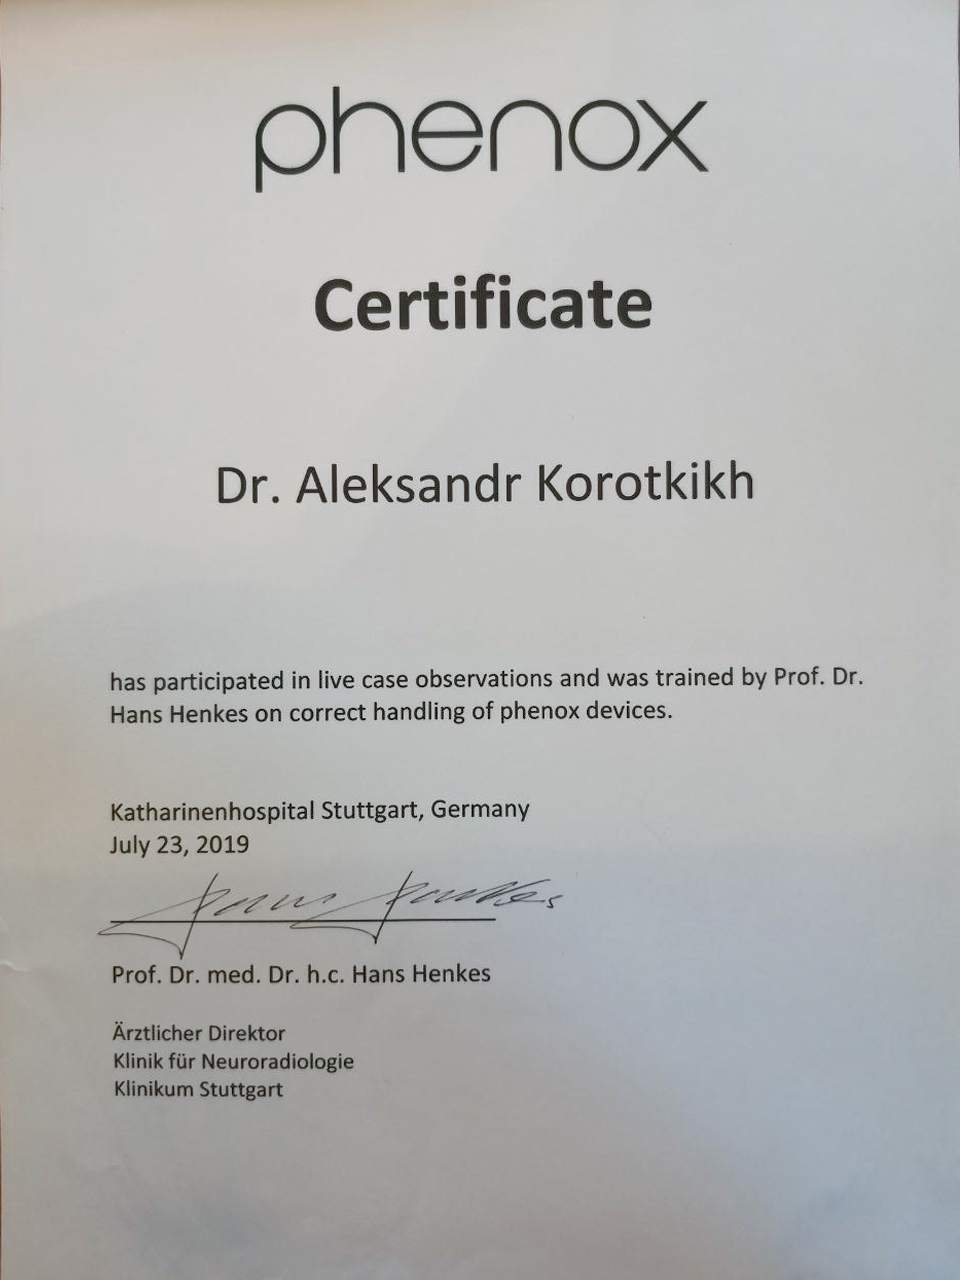 phenox
Certificate
Dr. Aleksandr Korotkikh
has participated in live case observations and was trained by Prof. Dr.
Hans Henkes on correct handling of phenox devices.
Katharinenhospital Stuttgart, Germany
July 23, 2019
Hans Henkes
Prof. Dr. med. Dr. h.c. Hans Henkes
Ärztlicher Direktor
Klinik für Neuroradiologie
Klinikum Stuttgart